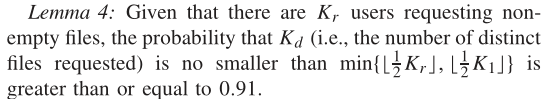 Lemma 4: Given that there are K_r users requesting non-
empty files, the probability that K_d (i.e., the number of distinct
files requested) is no smaller than min{⌊½K_r⌋, ⌊½K_1⌋} is
greater than or equal to 0.91.